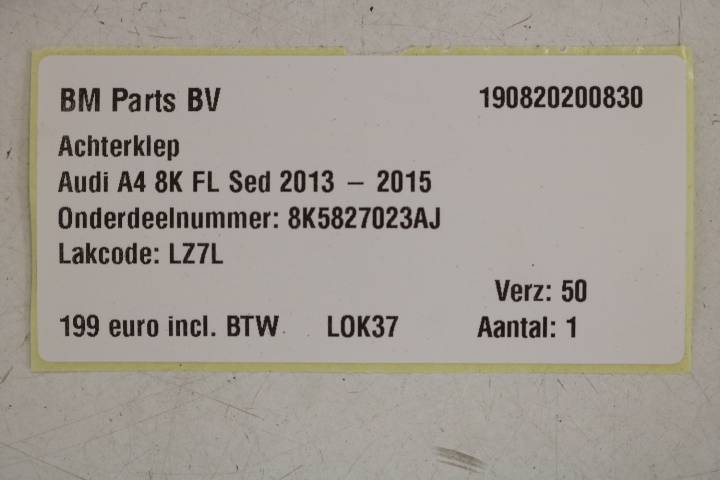 BM Parts BV 190820200830
Achterklep
Audi A4 8K FL Sed 2013 – 2015
Onderdeelnummer: 8K5827023AJ
Lakcode: LZ7L
Verz: 50
199 euro incl. BTW LOK37 Aantal: 1